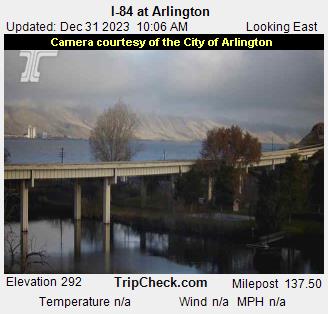 I-84 at Arlington
Updated: Dec 31 2023 10:06 AM Looking East
Camera courtesy of the City of Arlington
Elevation 292 TripCheck.com Milepost 137.50
Temperature n/a Wind n/a MPH n/a